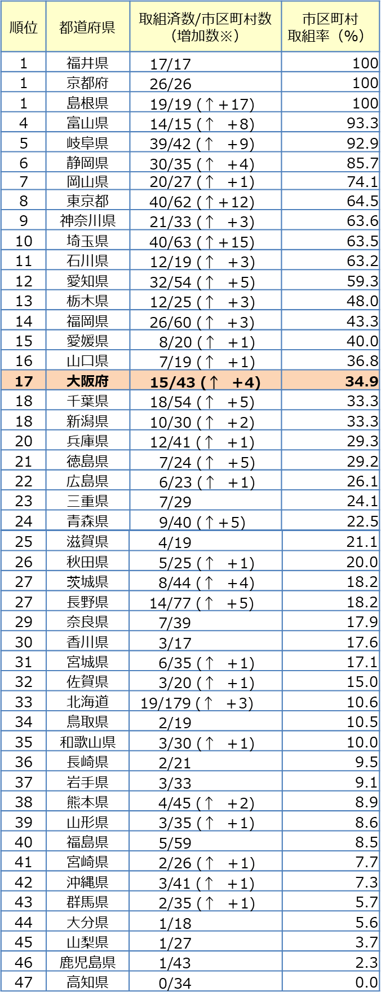 順位 都道府県 取組済数/市区町村数 市区町村
(増加数※) 取組率（%）
1 福井県 17/17 100
1 京都府 26/26 100
1 島根県 19/19 (↑+17) 100
4 富山県 14/15 (↑ +8) 93.3
5 岐阜県 39/42 (↑ +9) 92.9
6 静岡県 30/35 (↑ +4) 85.7
7 岡山県 20/27 (↑ +1) 74.1
8 東京都 40/62 (↑+12) 64.5
9 神奈川県 21/33 (↑ +3) 63.6
10 埼玉県 40/63 (↑+15) 63.5
11 石川県 12/19 (↑ +3) 63.2
12 愛知県 32/54 (↑ +5) 59.3
13 栃木県 12/25 (↑ +3) 48.0
14 福岡県 26/60 (↑ +3) 43.3
15 愛媛県 8/20 (↑ +1) 40.0
16 山口県 7/19 (↑ +1) 36.8
17 大阪府 15/43 (↑ +4) 34.9
18 千葉県 18/54 (↑ +5) 33.3
18 新潟県 10/30 (↑ +2) 33.3
20 兵庫県 12/41 (↑ +1) 29.3
21 徳島県 7/24 (↑ +5) 29.2
22 広島県 6/23 (↑ +1) 26.1
23 三重県 7/29 24.1
24 青森県 9/40 (↑+5) 22.5
25 滋賀県 4/19 21.1
26 秋田県 5/25 (↑ +1) 20.0
27 茨城県 8/44 (↑ +4) 18.2
27 長野県 14/77 (↑ +5) 18.2
29 奈良県 7/39 17.9
30 香川県 3/17 17.6
31 宮城県 6/35 (↑ +1) 17.1
32 佐賀県 3/20 (↑ +1) 15.0
33 北海道 19/179 (↑ +3) 10.6
34 鳥取県 2/19 10.5
35 和歌山県 3/30 (↑ +1) 10.0
36 長崎県 2/21 9.5
37 岩手県 3/33 9.1
38 熊本県 4/45 (↑ +2) 8.9
39 山形県 3/35 (↑ +1) 8.6
40 福島県 5/59 8.5
41 宮崎県 2/26 (↑ +1) 7.7
42 沖縄県 3/41 (↑ +1) 7.3
43 群馬県 2/35 (↑ +1) 5.7
44 大分県 1/18 5.6
45 山梨県 1/27 3.7
46 鹿児島県 1/43 2.3
47 高知県 0/34 0.0